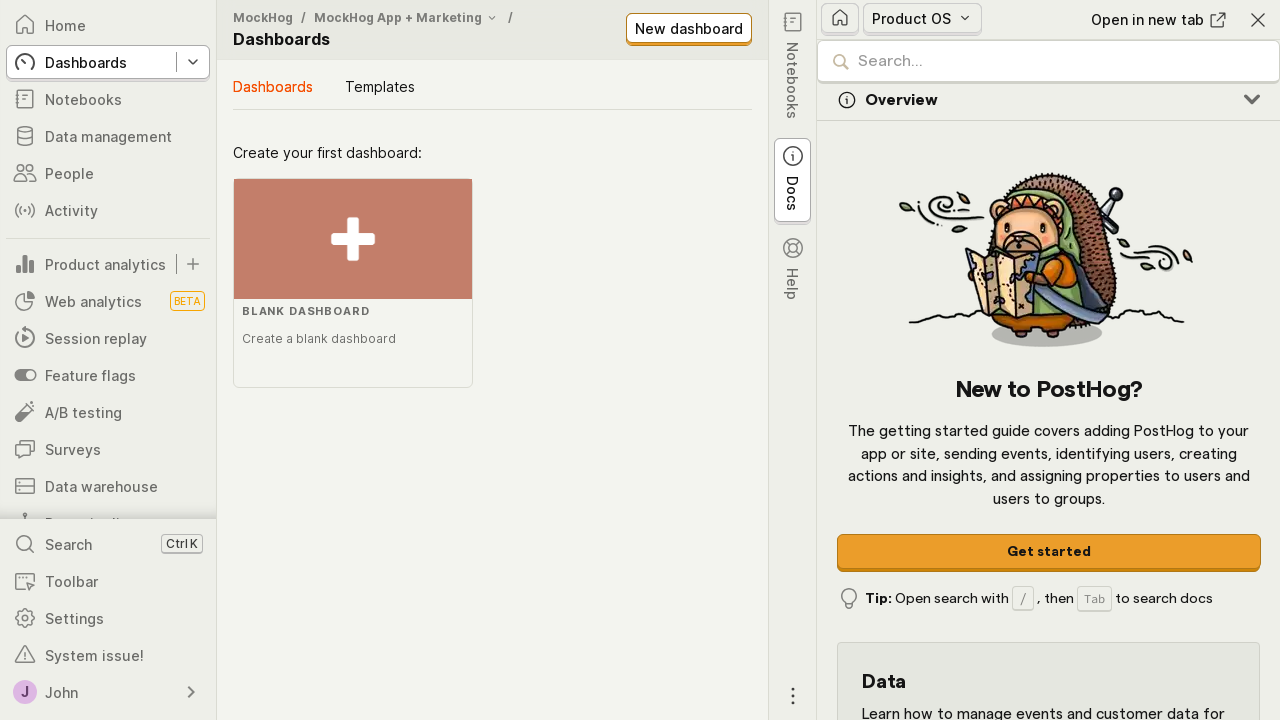 Home
Dashboards
Notebooks
Data management
People
Activity
Product analytics
Web analytics
BETA
Session replay
Feature flags
A/B testing
Surveys
Data warehouse
Search
Ctrl K
Toolbar
Settings
System issue!
J
John
MockHog / MockHog App + Marketing /
Dashboards
New dashboard
Dashboards
Templates
Create your first dashboard:
BLANK DASHBOARD
Create a blank dashboard
Notebooks
Docs
Help
Product OS
Open in new tab
Search...
Overview
New to PostHog?
The getting started guide covers adding PostHog to your
app or site, sending events, identifying users, creating
actions and insights, and assigning properties to users and
users to groups.
Get started
Tip: Open search with / , then Tab to search docs
Data
Learn how to manage events and customer data for